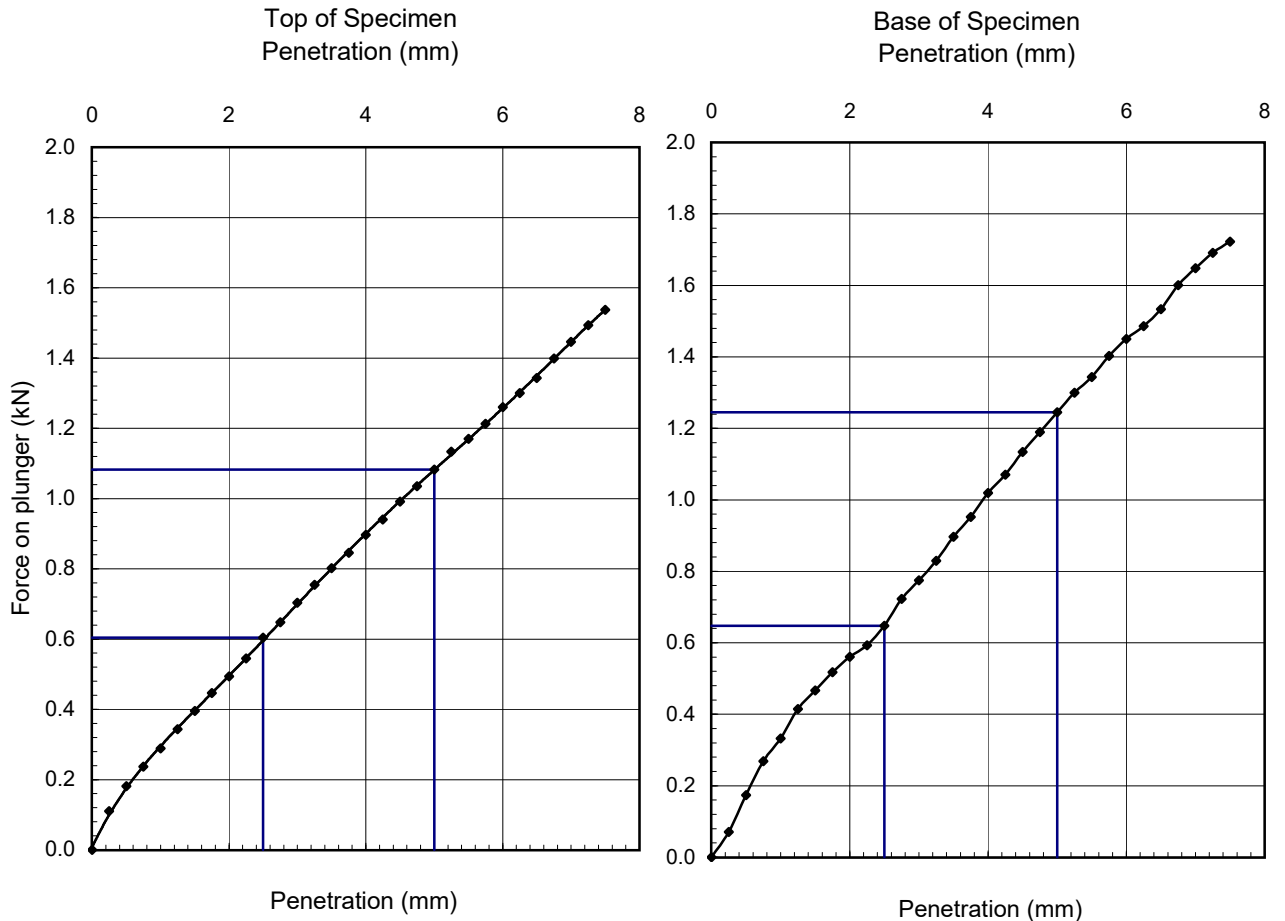 Top of Specimen
Penetration (mm)
0 2 4 6 8
2.0
1.8
1.6
1.4
1.2
1.0
0.8
0.6
0.4
0.2
0.0
Force on plunger (kN)
Penetration (mm)
Base of Specimen
Penetration (mm)
0 2 4 6 8
2.0
1.8
1.6
1.4
1.2
1.0
0.8
0.6
0.4
0.2
0.0
Penetration (mm)